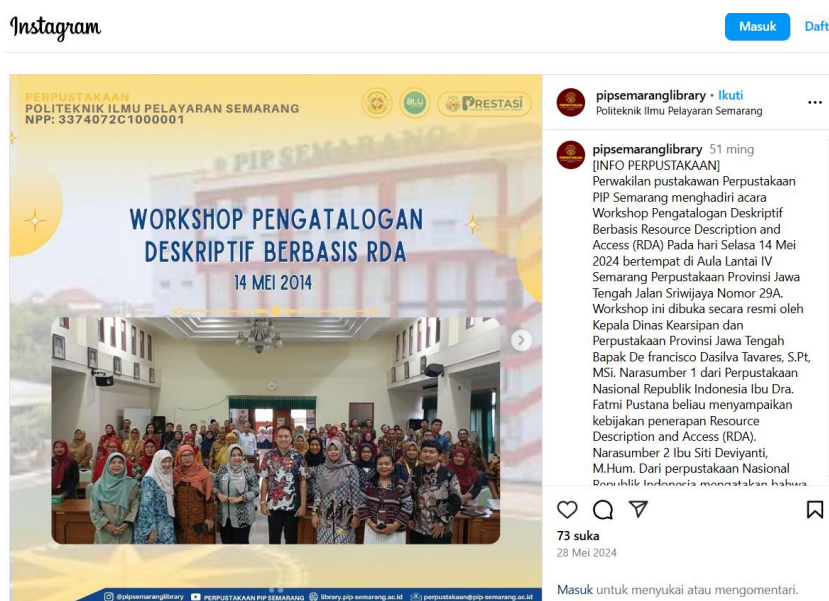 Instagram
Masuk
Daft
PERPUSTAKAAN
POLITEKNIK ILMU PELAYARAN SEMARANG
NPP: 3374072C1000001
BLU
PRESTASI
PIP SEMARANG
WORKSHOP PENGATALOGAN
DESKRIPTIF BERBASIS RDA
14 MEI 2014
@pipsemaranglibrary PERPUSTAKAAN PIP SEMARANG library.pip-semarang.ac.id perpustakaan@pip-semarang.ac.id
pipsemaranglibrary • Ikuti
Politeknik Ilmu Pelayaran Semarang
pipsemaranglibrary 51 ming
[INFO PERPUSTAKAAN]
Perwakilan pustakawan Perpustakaan
PIP Semarang menghadiri acara
Workshop Pengatalogan Deskriptif
Berbasis Resource Description and
Access (RDA) Pada hari Selasa 14 Mei
2024 bertempat di Aula Lantai IV
Semarang Perpustakaan Provinsi Jawa
Tengah Jalan Sriwijaya Nomor 29A.
Workshop ini dibuka secara resmi oleh
Kepala Dinas Kearsipan dan
Perpustakaan Provinsi Jawa Tengah
Bapak De francisco Dasilva Tavares, S.Pt,
MSi. Narasumber 1 dari Perpustakaan
Nasional Republik Indonesia Ibu Dra.
Fatmi Pustana beliau menyampaikan
kebijakan penerapan Resource
Description and Access (RDA).
Narasumber 2 Ibu Siti Deviyanti,
M.Hum. Dari perpustakaan Nasional
Republik Indonesia mengatakan bahwa
73 suka
28 Mei 2024
Masuk untuk menyukai atau mengomentari.